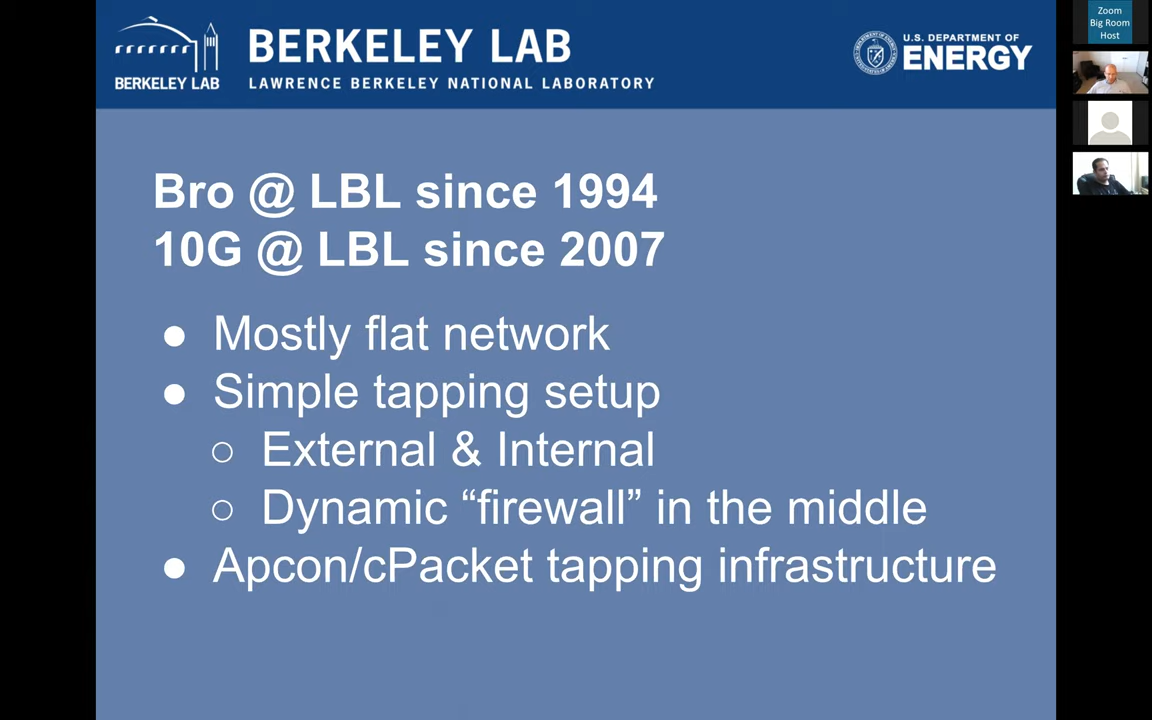 BERKELEY LAB
BERKELEY LAB
LAWRENCE BERKELEY NATIONAL LABORATORY
U.S. DEPARTMENT OF
ENERGY
Zoom
Big Room
Host
Bro @ LBL since 1994
10G @ LBL since 2007
● Mostly flat network
● Simple tapping setup
○ External & Internal
○ Dynamic “firewall” in the middle
● Apcon/cPacket tapping infrastructure